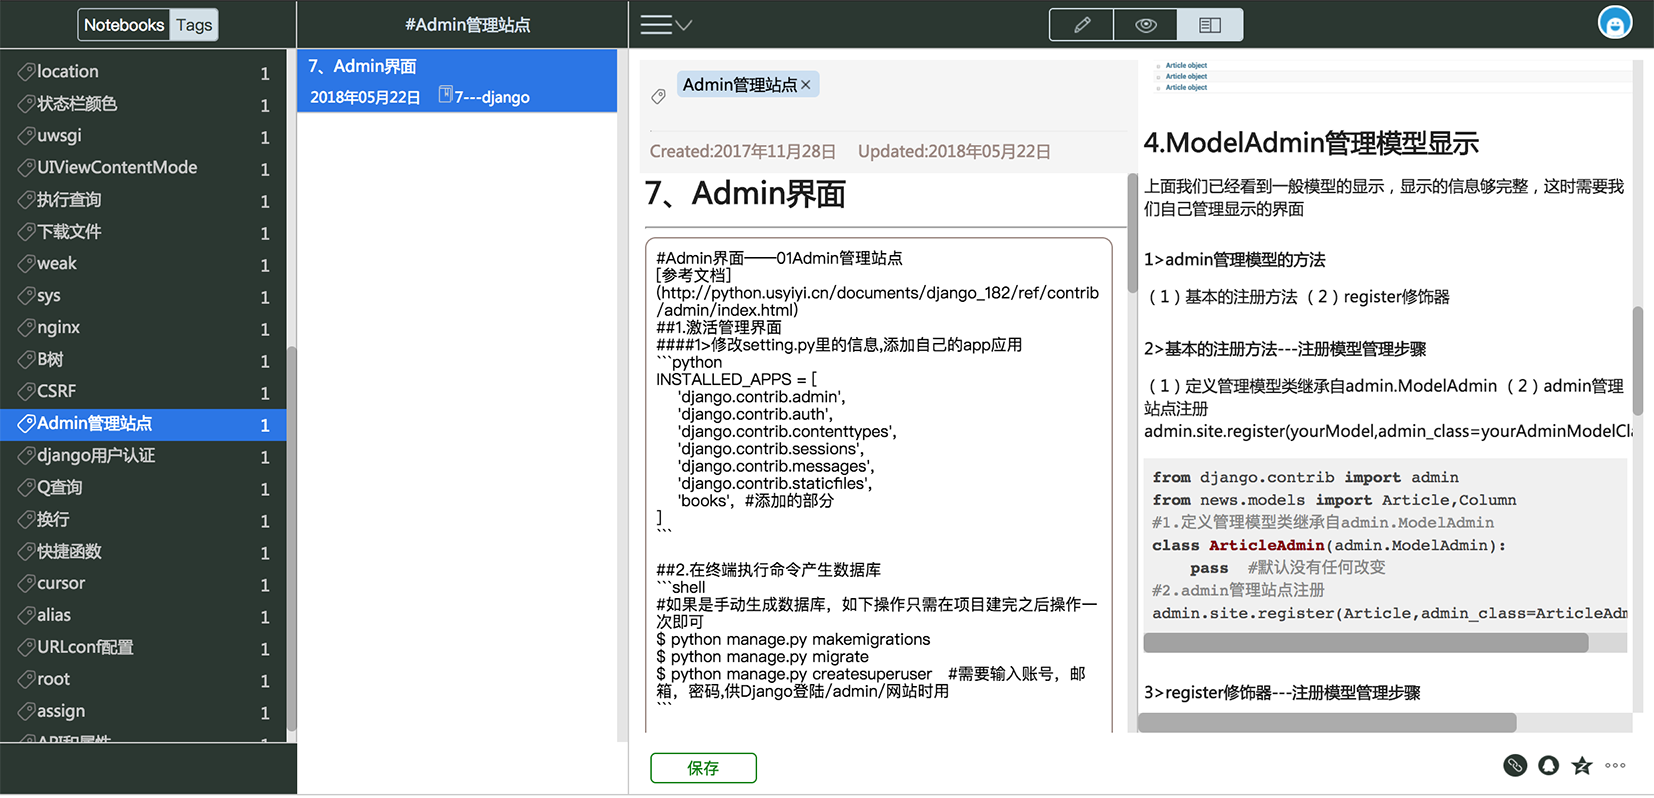 Notebooks Tags
location 1
状态栏颜色 1
uwsgi 1
UIViewContentMode 1
执行查询 1
下载文件 1
weak 1
sys 1
nginx 1
B树 1
CSRF 1
Admin管理站点 1
django用户认证 1
Q查询 1
换行 1
快捷函数 1
cursor 1
alias 1
URLconf配置 1
root 1
assign 1
API和属性 1
#Admin管理站点
7、Admin界面
2018年05月22日 7---django
Admin管理站点×
Created:2017年11月28日 Updated:2018年05月22日
7、Admin界面
#Admin界面——01Admin管理站点
[参考文档]
(http://python.usyiyi.cn/documents/django_182/ref/contrib
/admin/index.html)
##1.激活管理界面
####1>修改setting.py里的信息,添加自己的app应用
```python
INSTALLED_APPS = [
'django.contrib.admin',
'django.contrib.auth',
'django.contrib.contenttypes',
'django.contrib.sessions',
'django.contrib.messages',
'django.contrib.staticfiles',
'books', #添加的部分
]
```
##2.在终端执行命令产生数据库
```shell
#如果是手动生成数据库，如下操作只需在项目建完之后操作一
次即可
$ python manage.py makemigrations
$ python manage.py migrate
$ python manage.py createsuperuser #需要输入账号，邮
箱，密码,供Django登陆/admin/网站时用
```
保存
Article object
Article object
Article object
4.ModelAdmin管理模型显示
上面我们已经看到一般模型的显示，显示的信息够完整，这时需要我
们自己管理显示的界面
1>admin管理模型的方法
（1）基本的注册方法（2）register修饰器
2>基本的注册方法---注册模型管理步骤
（1）定义管理模型类继承自admin.ModelAdmin（2）admin管理
站点注册
admin.site.register(yourModel,admin_class=yourAdminModelCla
from django.contrib import admin
from news.models import Article,Column
#1.定义管理模型类继承自admin.ModelAdmin
class ArticleAdmin(admin.ModelAdmin):
pass #默认没有任何改变
#2.admin管理站点注册
admin.site.register(Article,admin_class=ArticleAdm
3>register修饰器---注册模型管理步骤